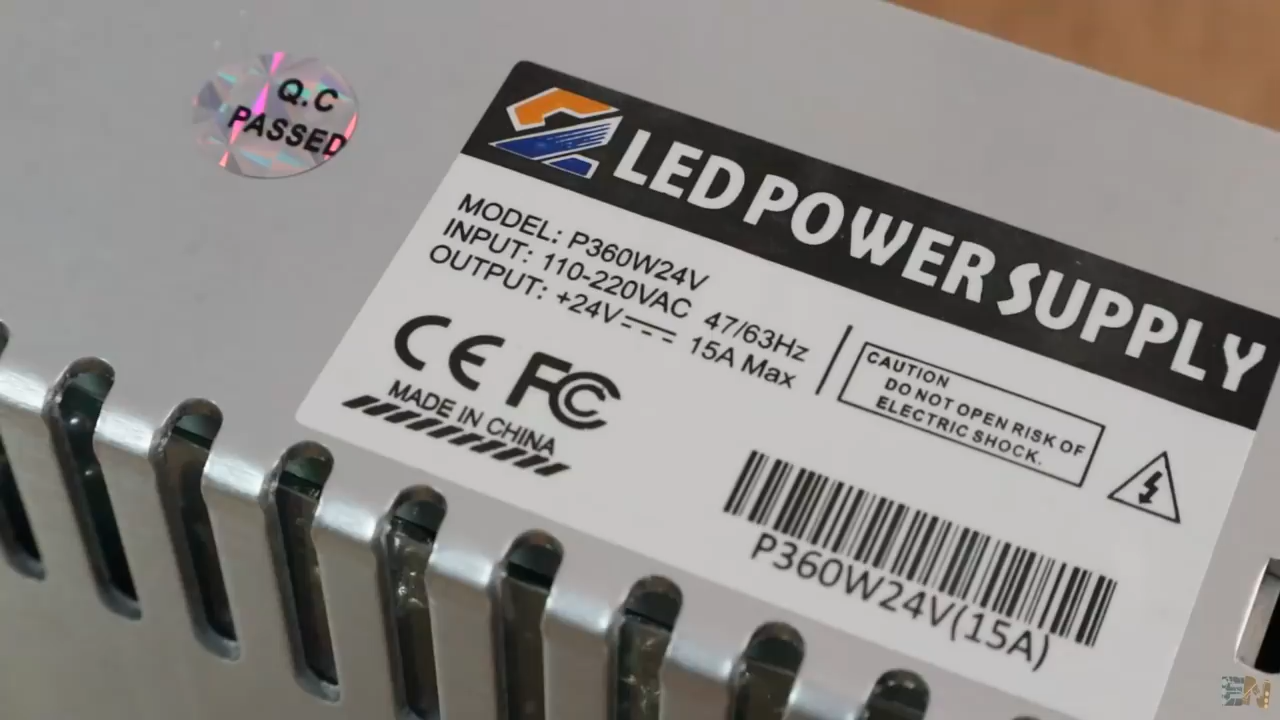 Q.C
PASSED
LED POWER SUPPLY
MODEL: P360W24V
INPUT: 110-220VAC 47/63Hz
OUTPUT: +24V⎓ 15A Max
CE FC
MADE IN CHINA
CAUTION
DO NOT OPEN RISK OF
ELECTRIC SHOCK.
P360W24V(15A)
EN